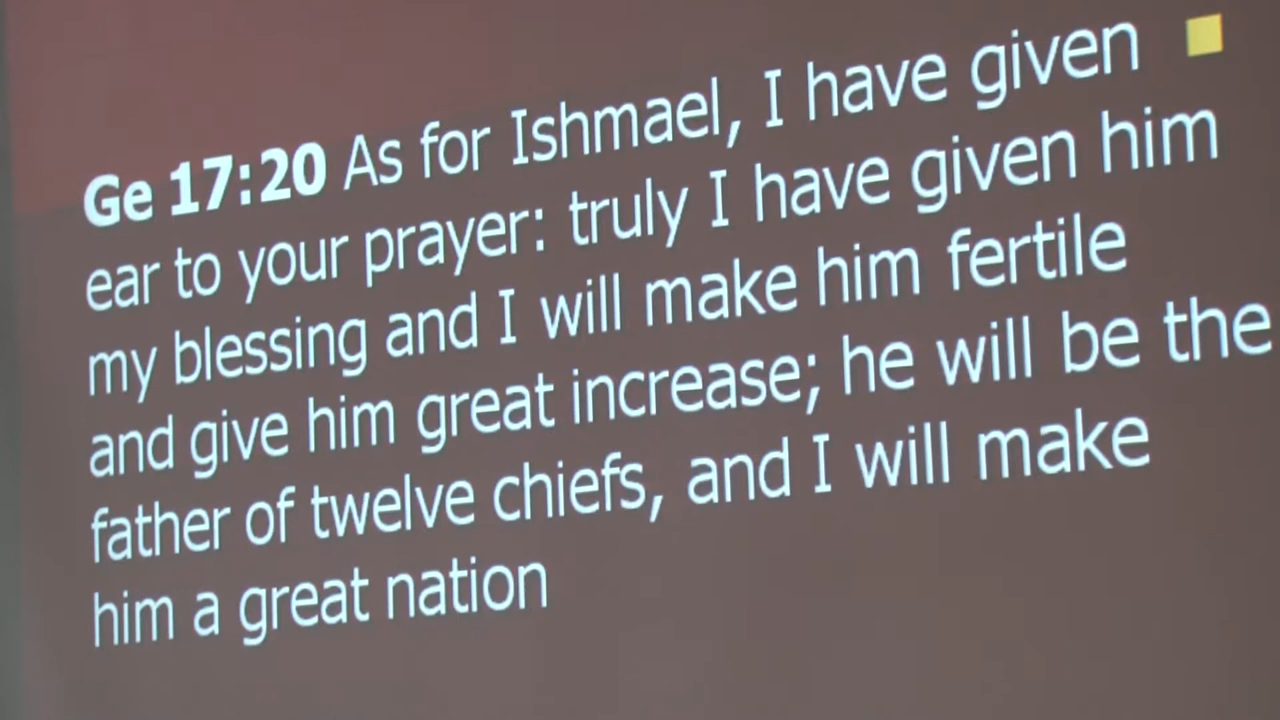 Ge 17:20 As for Ishmael, I have given
ear to your prayer: truly I have given him
my blessing and I will make him fertile
and give him great increase; he will be the
father of twelve chiefs, and I will make
him a great nation